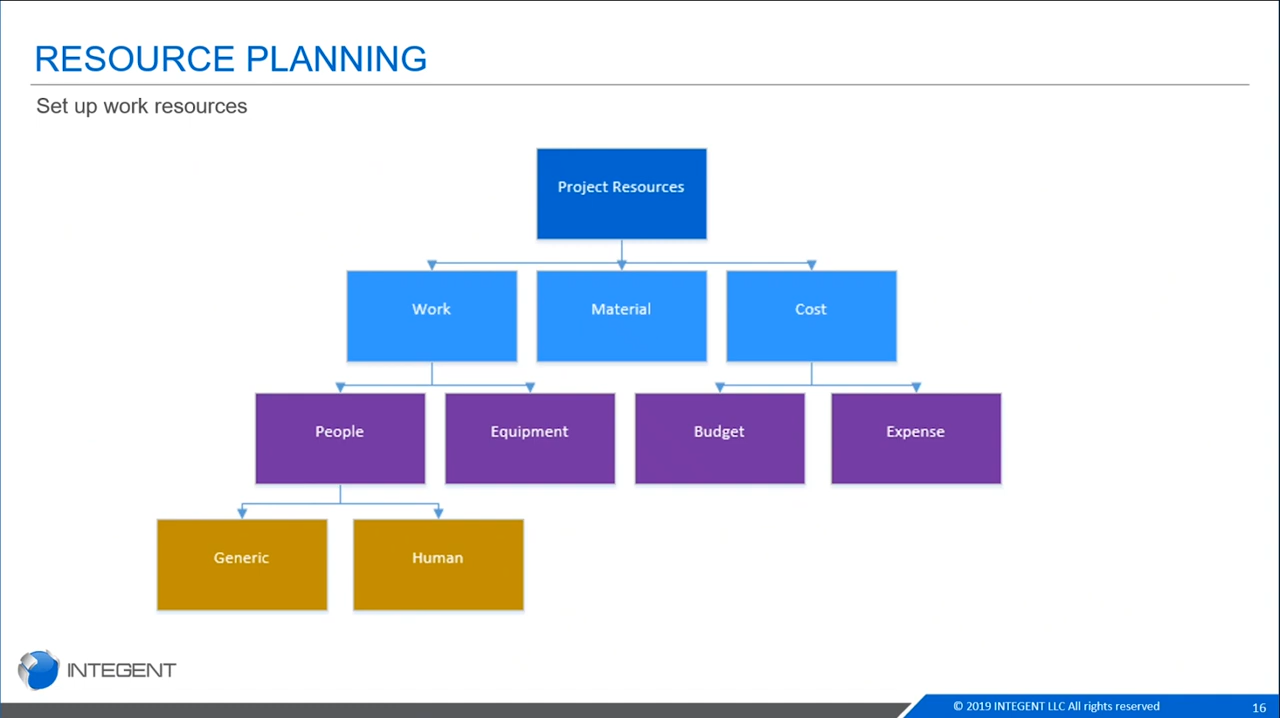 RESOURCE PLANNING
Set up work resources
Project Resources
Work
Material
Cost
People
Equipment
Budget
Expense
Generic
Human
INTEGENT
© 2019 INTEGENT LLC All rights reserved
16